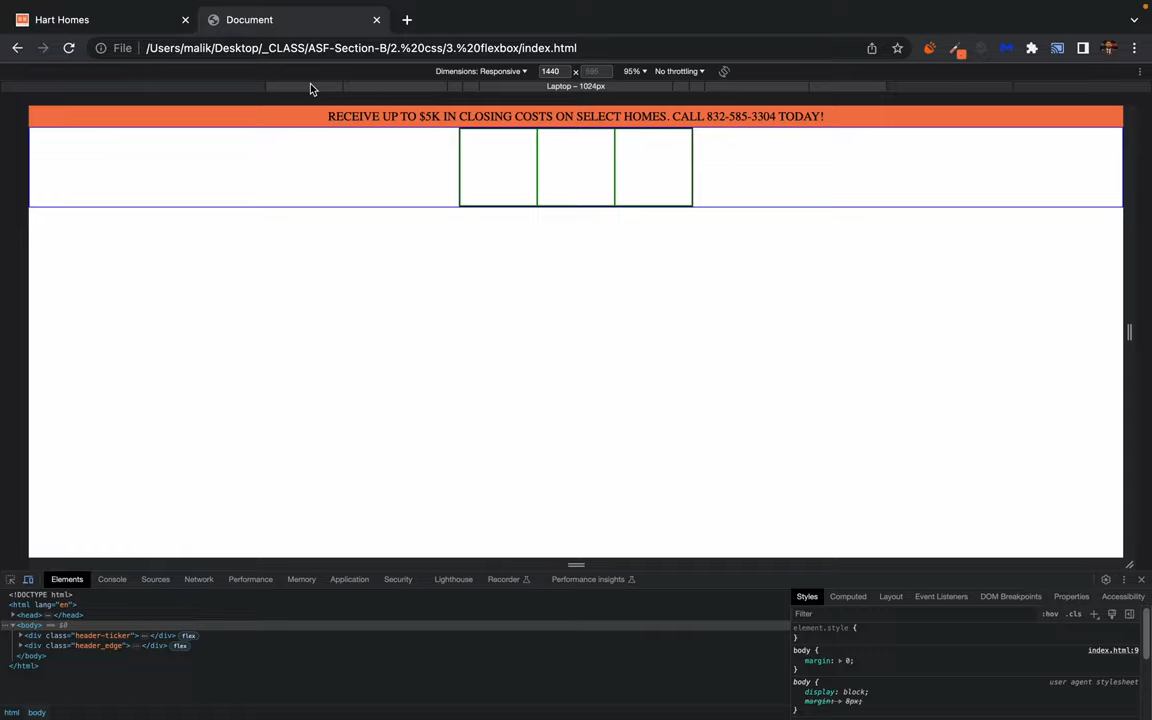 Hart Homes
Document
File /Users/malik/Desktop/_CLASS/ASF-Section-B/2.%20css/3.%20flexbox/index.html
Dimensions: Responsive 1440 × 595 95% No throttling
Laptop – 1024px
RECEIVE UP TO $5K IN CLOSING COSTS ON SELECT HOMES. CALL 832-585-3304 TODAY!
Elements Console Sources Network Performance Memory Application Security Lighthouse Recorder Performance insights
<!DOCTYPE html>
<html lang="en">
<head> ⋯ </head>
⋯ <body> == $0
<div class="header-ticker"> ⋯ </div> flex
<div class="header_edge"> ⋯ </div> flex
</body>
</html>
html body
Styles Computed Layout Event Listeners DOM Breakpoints Properties Accessibility
Filter :hov .cls
element.style {
}
body { index.html:9
margin: 0;
}
body { user agent stylesheet
display: block;
margin: 8px;
}